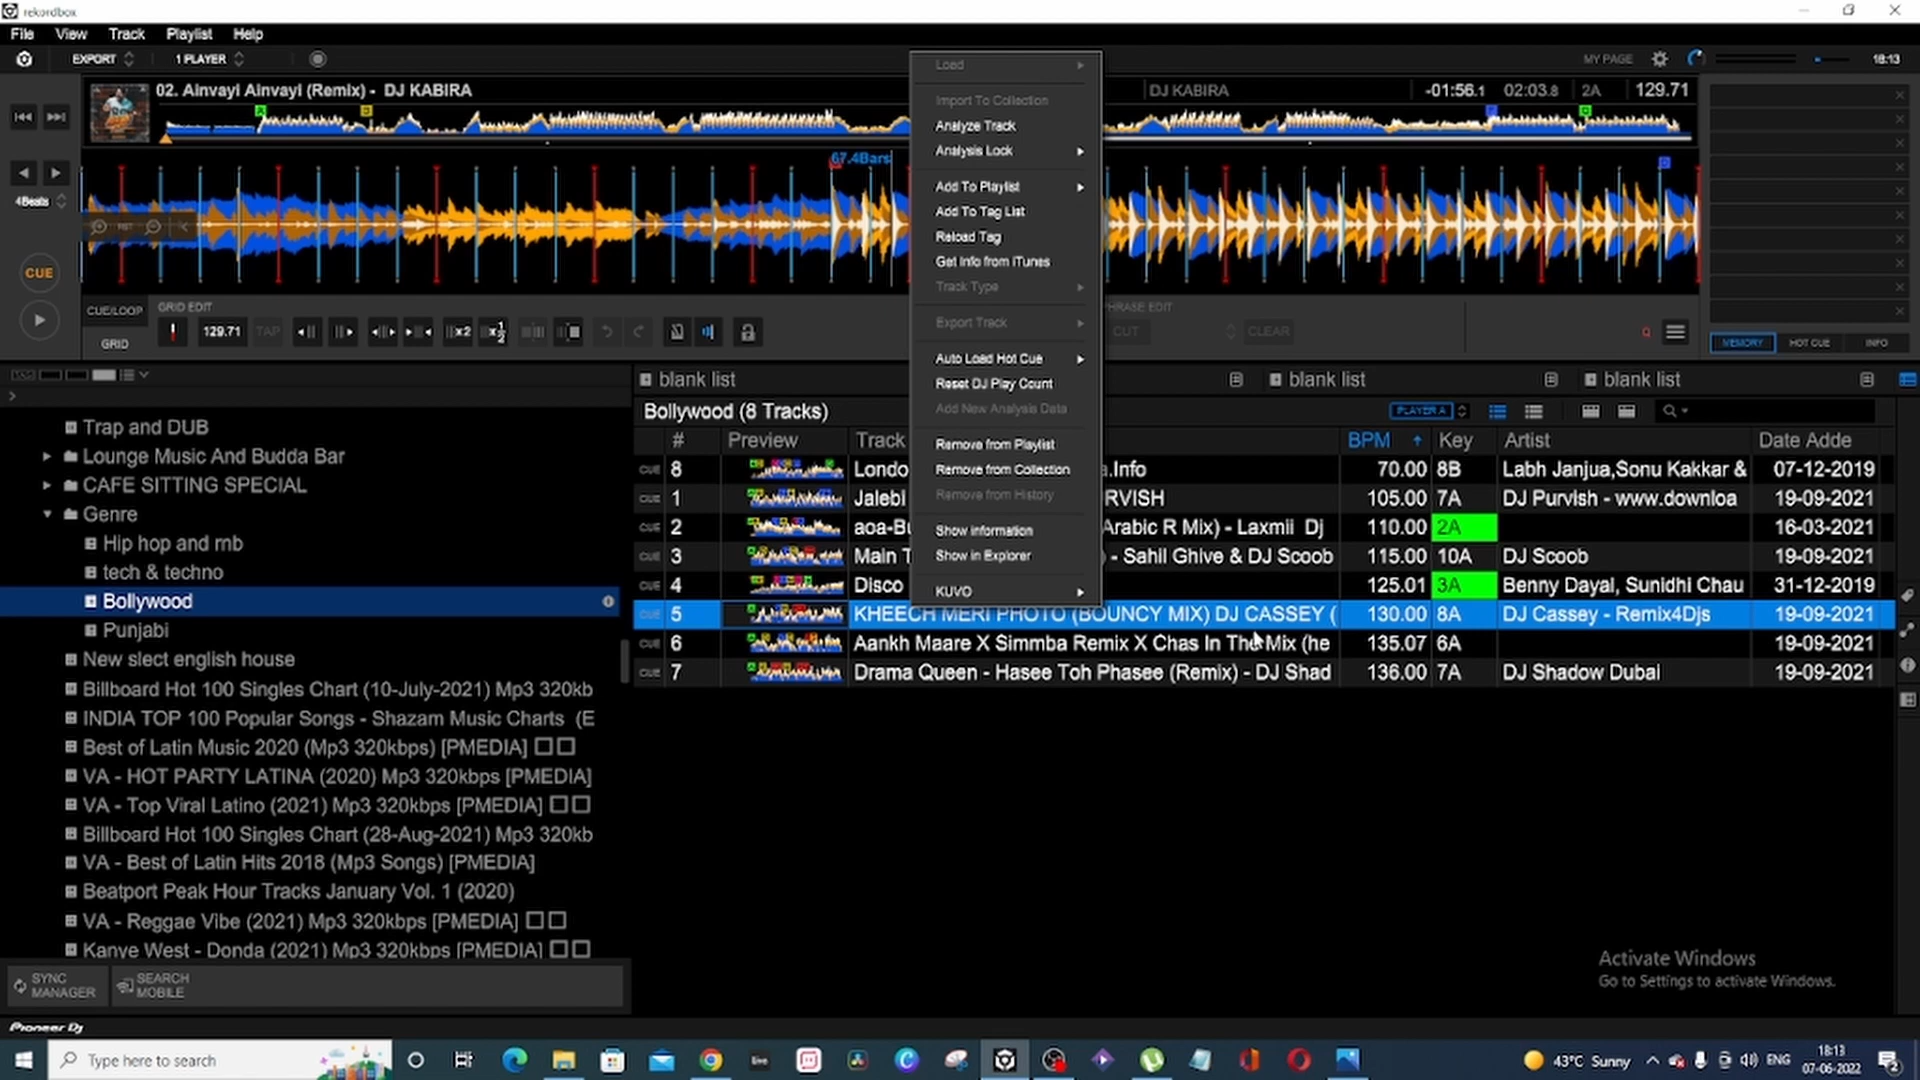 rekordbox
File View Track Playlist Help
EXPORT 1 PLAYER MY PAGE 18:13
02. Ainvayi Ainvayi (Remix) - DJ KABIRA DJ KABIRA -01:56.1 02:03.8 2A 129.71
67.4Bars
4Beats
CUE
CUE/LOOP GRID EDIT
129.71 TAP x2 x1/2 CUT CLEAR
GRID
MEMORY HOT CUE INFO
Load
Import To Collection
Analyze Track
Analysis Lock
Add To Playlist
Add To Tag List
Reload Tag
Get Info from iTunes
Track Type
Export Track
Auto Load Hot Cue
Reset DJ Play Count
Add New Analysis Data
Remove from Playlist
Remove from Collection
Remove from History
Show information
Show in Explorer
KUVO
blank list blank list blank list
Bollywood (8 Tracks) PLAYER A
# Preview Track BPM Key Artist Date Adde
CUE 8 Londo a.Info 70.00 8B Labh Janjua,Sonu Kakkar & 07-12-2019
CUE 1 Jalebi URVISH 105.00 7A DJ Purvish - www.downloa 19-09-2021
CUE 2 aoa-Bu Arabic R Mix) - Laxmii Dj 110.00 2A 16-03-2021
CUE 3 Main T ) - Sahil Ghive & DJ Scoob 115.00 10A DJ Scoob 19-09-2021
CUE 4 Disco 125.01 3A Benny Dayal, Sunidhi Chau 31-12-2019
CUE 5 KHEECH MERI PHOTO (BOUNCY MIX) DJ CASSEY ( 130.00 8A DJ Cassey - Remix4Djs 19-09-2021
CUE 6 Aankh Maare X Simmba Remix X Chas In The Mix (he 135.07 6A 19-09-2021
CUE 7 Drama Queen - Hasee Toh Phasee (Remix) - DJ Shad 136.00 7A DJ Shadow Dubai 19-09-2021
Trap and DUB
Lounge Music And Budda Bar
CAFE SITTING SPECIAL
Genre
Hip hop and rnb
tech & techno
Bollywood
Punjabi
New slect english house
Billboard Hot 100 Singles Chart (10-July-2021) Mp3 320kb
INDIA TOP 100 Popular Songs - Shazam Music Charts (E
Best of Latin Music 2020 (Mp3 320kbps) [PMEDIA]
VA - HOT PARTY LATINA (2020) Mp3 320kbps [PMEDIA]
VA - Top Viral Latino (2021) Mp3 320kbps [PMEDIA]
Billboard Hot 100 Singles Chart (28-Aug-2021) Mp3 320kb
VA - Best of Latin Hits 2018 (Mp3 Songs) [PMEDIA]
Beatport Peak Hour Tracks January Vol. 1 (2020)
VA - Reggae Vibe (2021) Mp3 320kbps [PMEDIA]
Kanye West - Donda (2021) Mp3 320kbps [PMEDIA]
SYNC MANAGER
SEARCH MOBILE
Activate Windows
Go to Settings to activate Windows.
Pioneer Dj
Type here to search
43°C Sunny ENG 18:13
07-06-2022